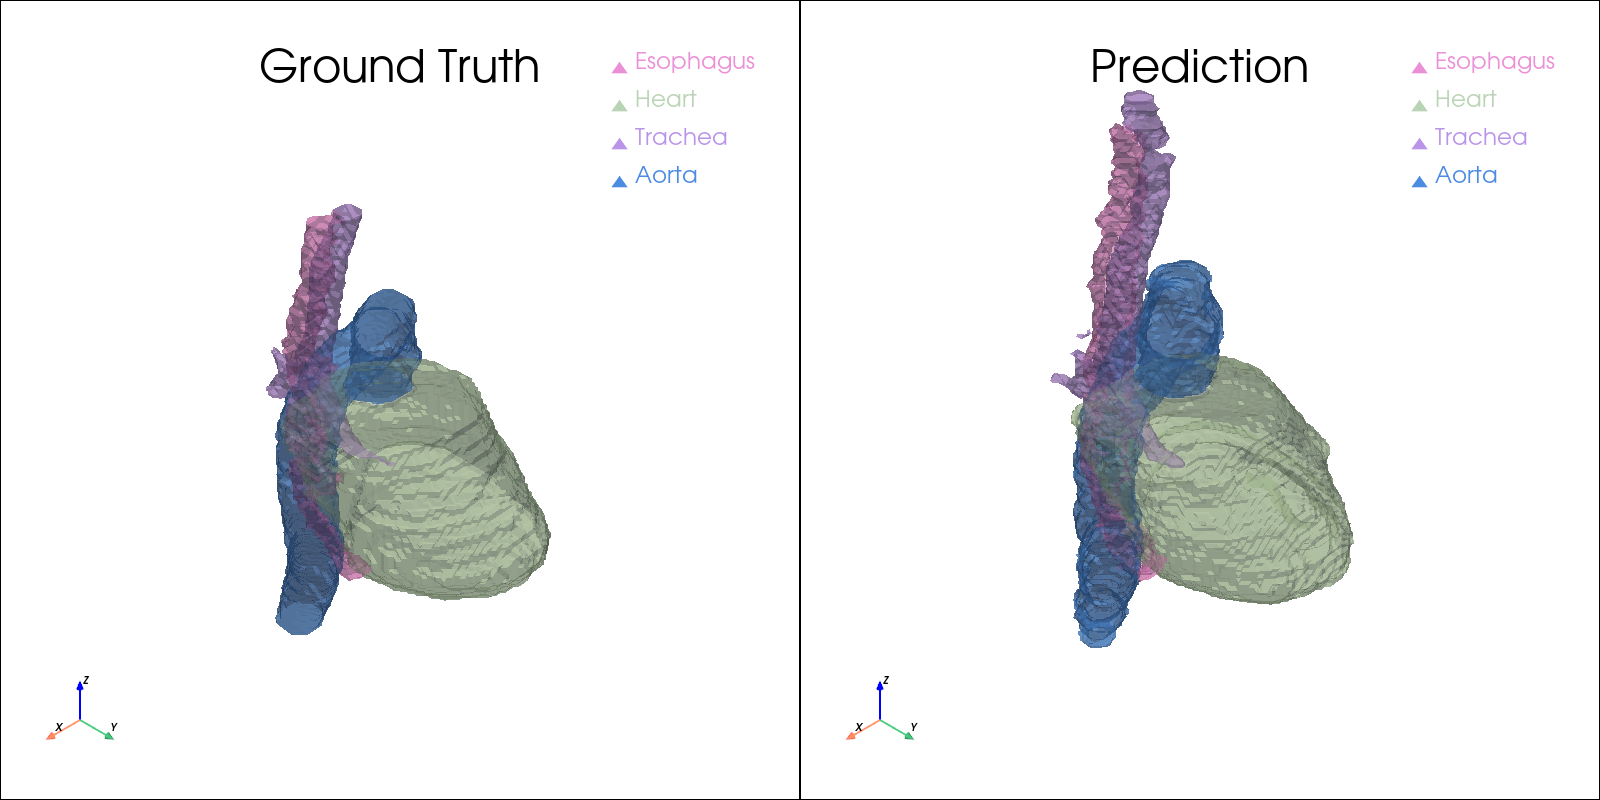 Ground Truth
Esophagus
Heart
Trachea
Aorta
Z
X
Y
Prediction
Esophagus
Heart
Trachea
Aorta
Z
X
Y